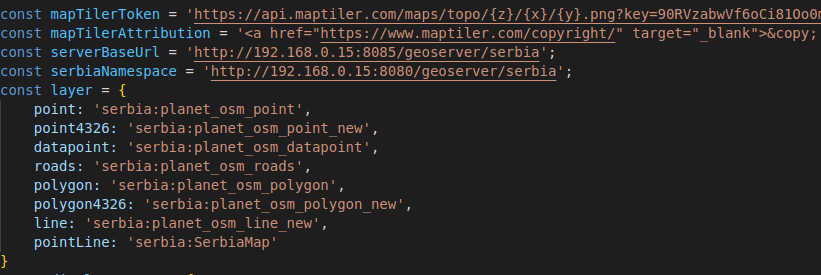 const mapTilerToken = 'https://api.maptiler.com/maps/topo/{z}/{x}/{y}.png?key=90RVzabwVf6oCi81Oo0
const mapTilerAttribution = '<a href="https://www.maptiler.com/copyright/" target="_blank">&copy;
const serverBaseUrl = 'http://192.168.0.15:8085/geoserver/serbia';
const serbiaNamespace = 'http://192.168.0.15:8080/geoserver/serbia';
const layer = {
    point: 'serbia:planet_osm_point',
    point4326: 'serbia:planet_osm_point_new',
    datapoint: 'serbia:planet_osm_datapoint',
    roads: 'serbia:planet_osm_roads',
    polygon: 'serbia:planet_osm_polygon',
    polygon4326: 'serbia:planet_osm_polygon_new',
    line: 'serbia:planet_osm_line_new',
    pointLine: 'serbia:SerbiaMap'
}